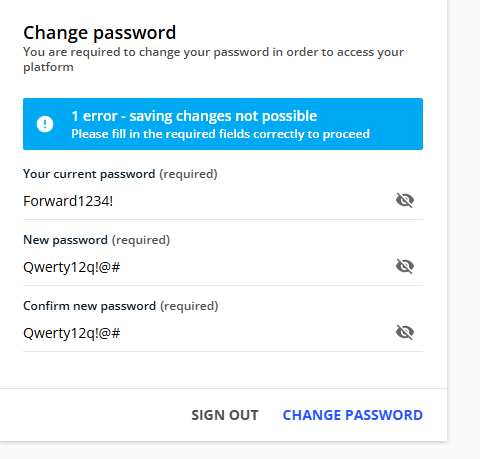 Change password
You are required to change your password in order to access your
platform
1 error - saving changes not possible
Please fill in the required fields correctly to proceed
Your current password (required)
Forward1234!
New password (required)
Qwerty12q!@#
Confirm new password (required)
Qwerty12q!@#
SIGN OUT CHANGE PASSWORD